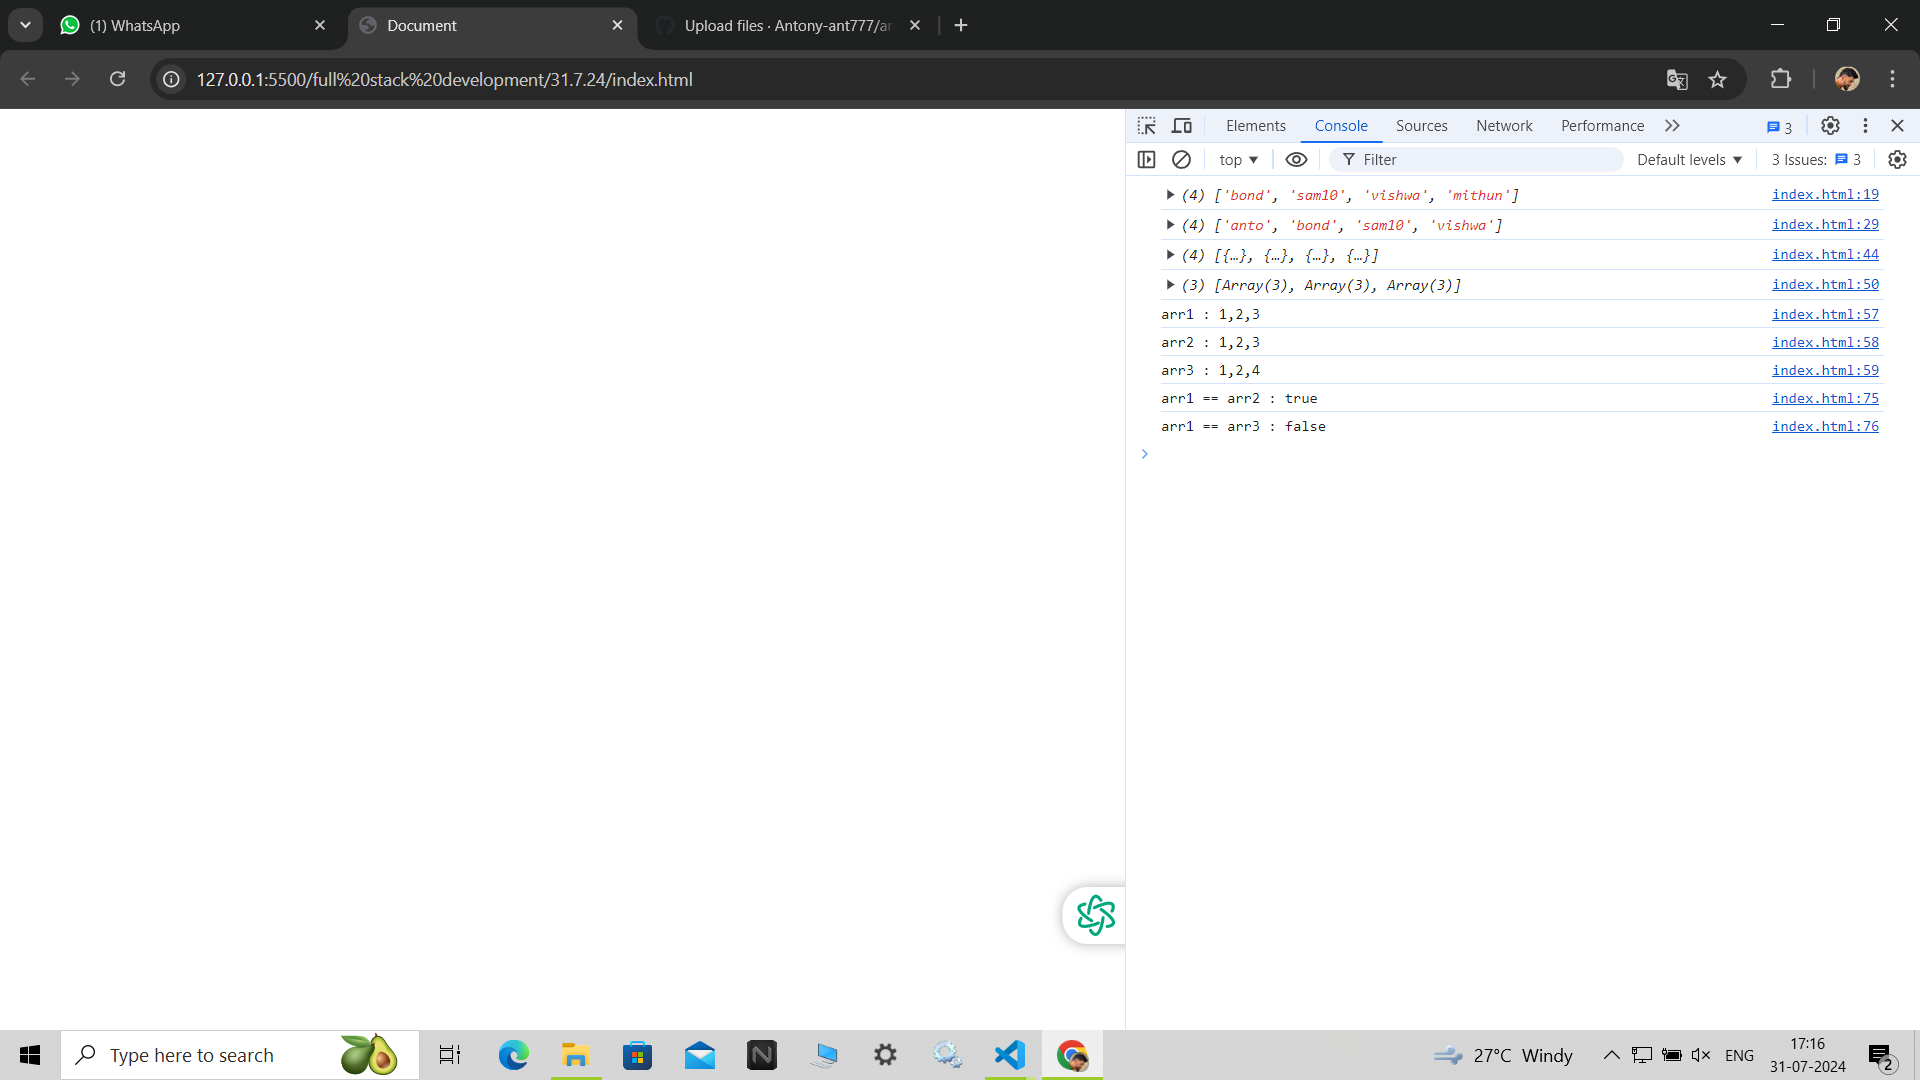 (1) WhatsApp
Document
Upload files · Antony-ant777/ar
127.0.0.1:5500/full%20stack%20development/31.7.24/index.html
Elements Console Sources Network Performance 3
top Filter Default levels 3 Issues: 3
(4) ['bond', 'sam10', 'vishwa', 'mithun'] index.html:19
(4) ['anto', 'bond', 'sam10', 'vishwa'] index.html:29
(4) [{…}, {…}, {…}, {…}] index.html:44
(3) [Array(3), Array(3), Array(3)] index.html:50
arr1 : 1,2,3 index.html:57
arr2 : 1,2,3 index.html:58
arr3 : 1,2,4 index.html:59
arr1 == arr2 : true index.html:75
arr1 == arr3 : false index.html:76
Type here to search
27°C Windy
ENG
17:16
31-07-2024
2